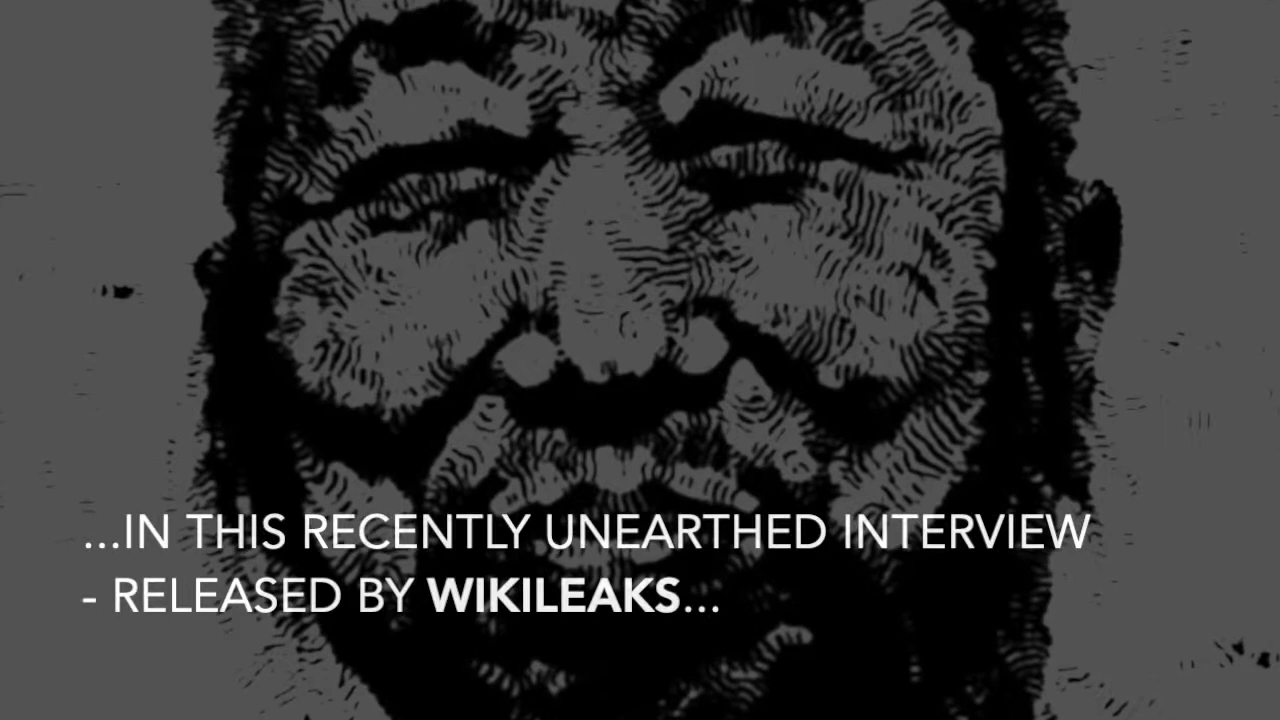 ...IN THIS RECENTLY UNEARTHED INTERVIEW
- RELEASED BY WIKILEAKS...